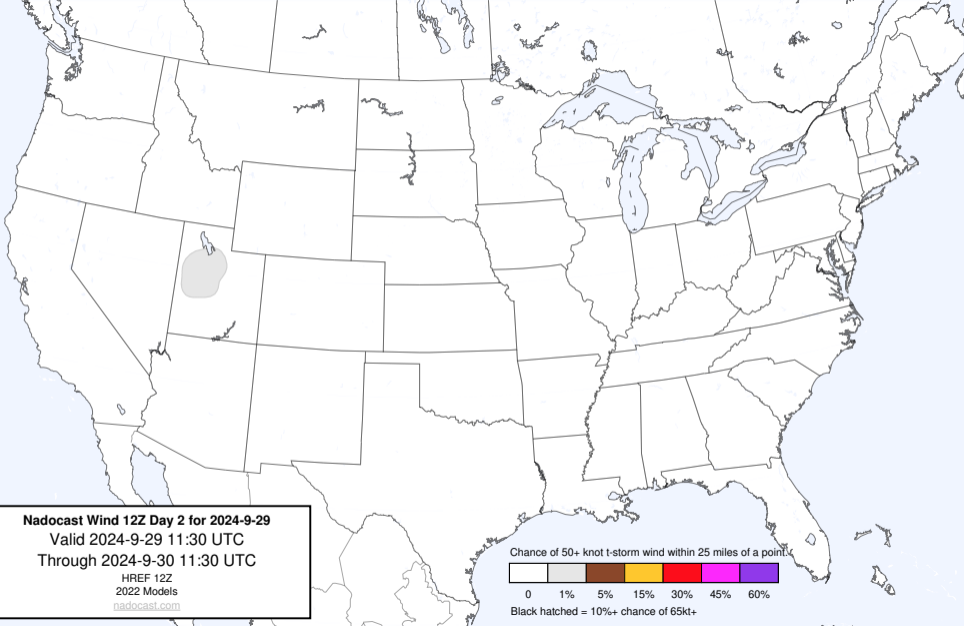 Nadocast Wind 12Z Day 2 for 2024-9-29
Valid 2024-9-29 11:30 UTC
Through 2024-9-30 11:30 UTC
HREF 12Z
2022 Models
nadocast.com
Chance of 50+ knot t-storm wind within 25 miles of a point.
0 1% 5% 15% 30% 45% 60%
Black hatched = 10%+ chance of 65kt+